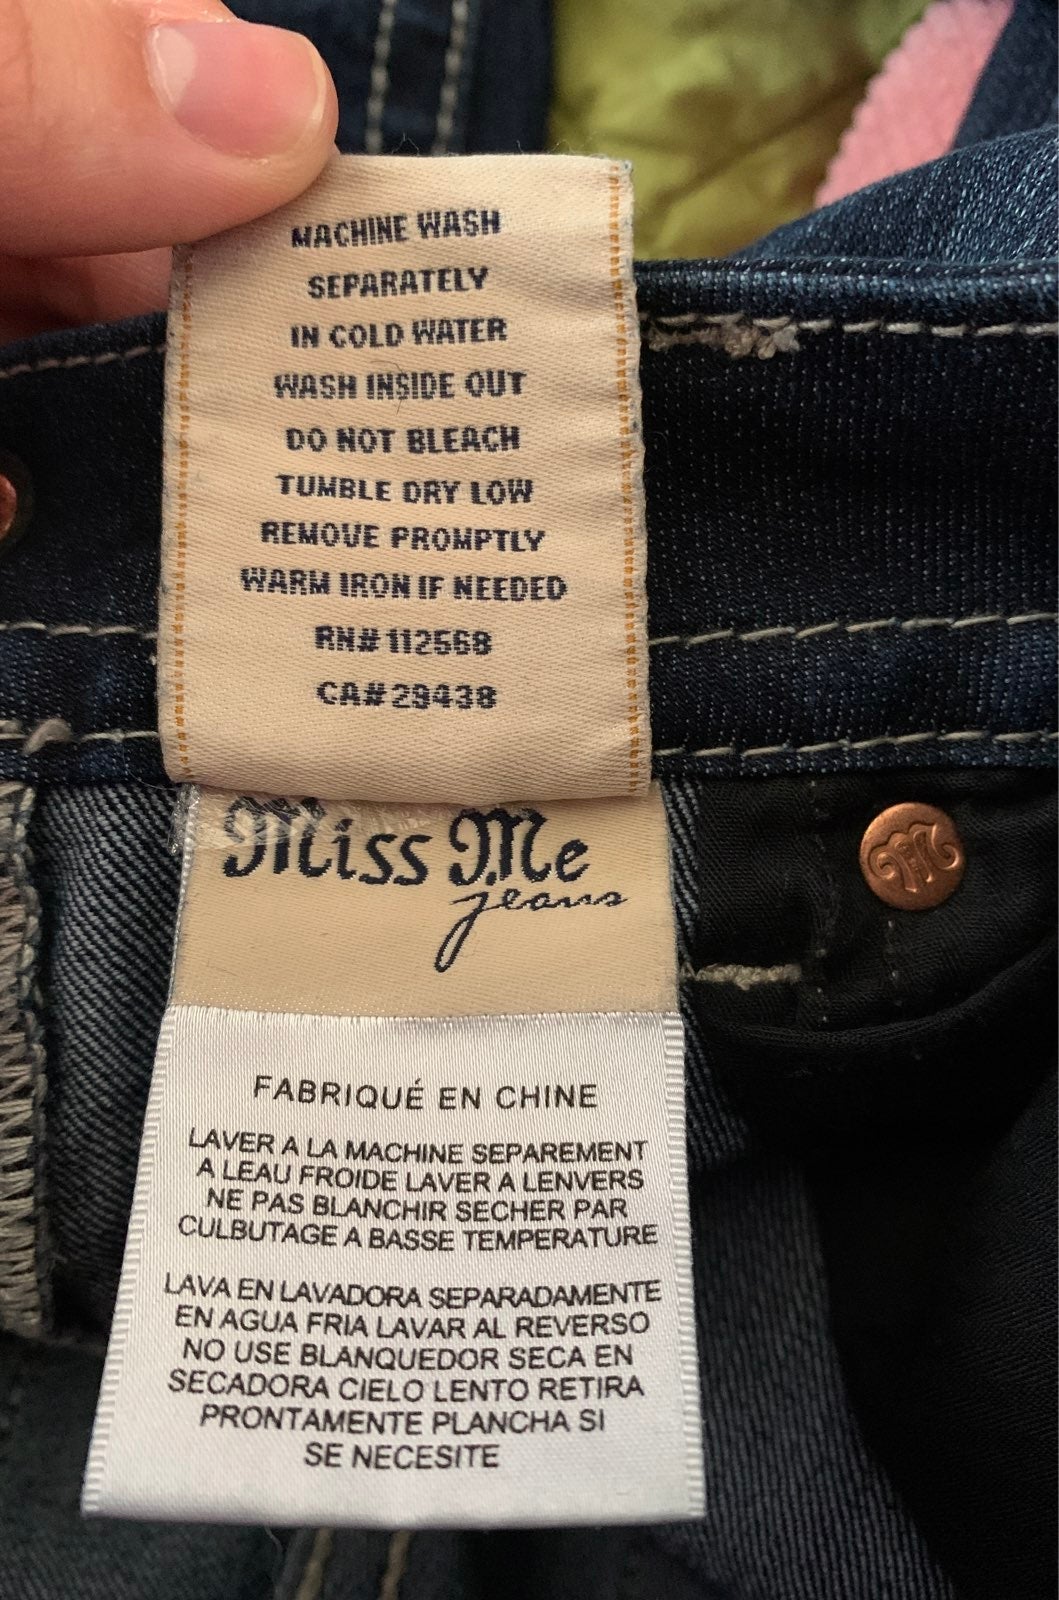 MACHINE WASH
SEPARATELY
IN COLD WATER
WASH INSIDE OUT
DO NOT BLEACH
TUMBLE DRY LOW
REMOVE PROMPTLY
WARM IRON IF NEEDED
RN# 112568
CA# 29438
Miss Me
jeans
FABRIQUÉ EN CHINE
LAVER A LA MACHINE SEPAREMENT
A LEAU FROIDE LAVER A LENVERS
NE PAS BLANCHIR SECHER PAR
CULBUTAGE A BASSE TEMPERATURE
LAVA EN LAVADORA SEPARADAMENTE
EN AGUA FRIA LAVAR AL REVERSO
NO USE BLANQUEDOR SECA EN
SECADORA CIELO LENTO RETIRA
PRONTAMENTE PLANCHA SI
SE NECESITE